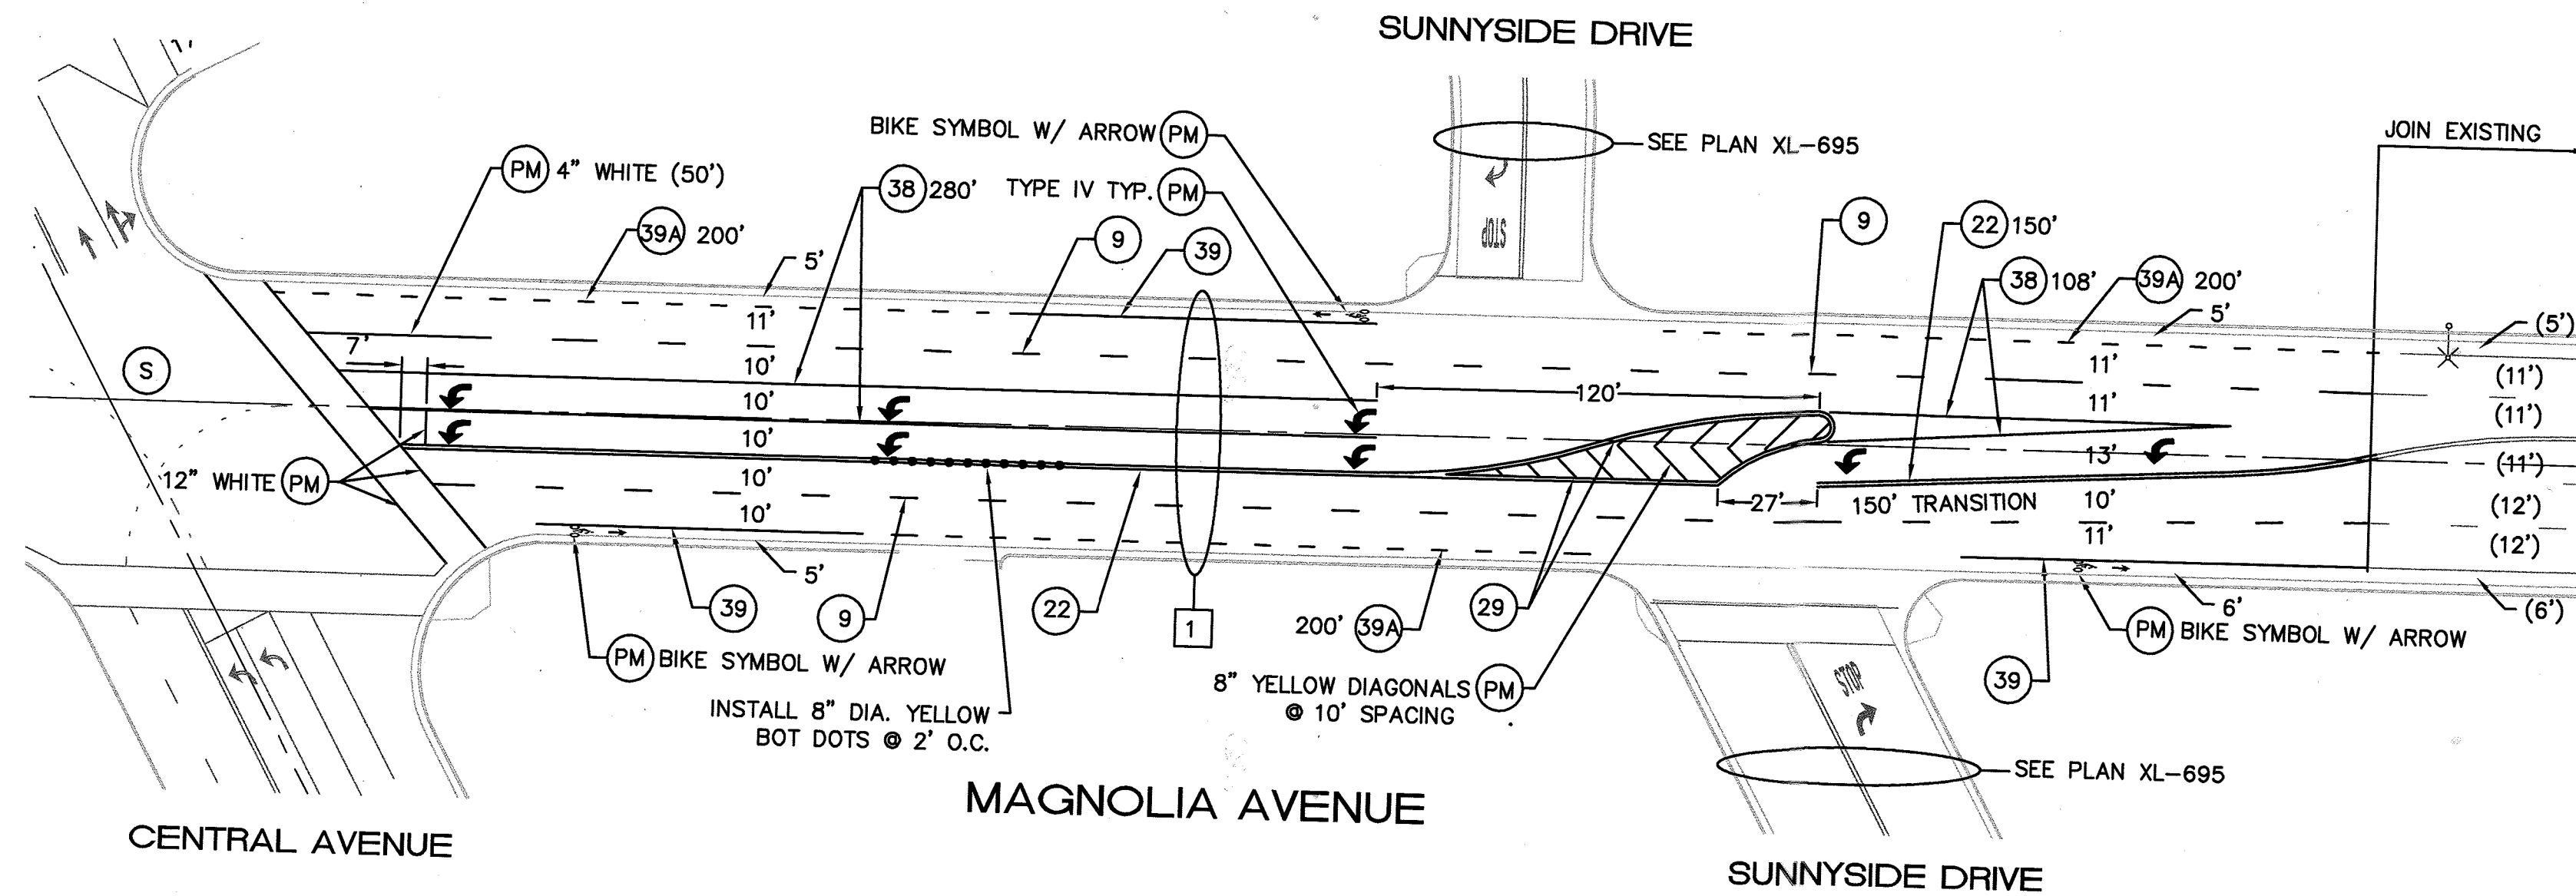 SUNNYSIDE DRIVE
BIKE SYMBOL W/ ARROW PM
SEE PLAN XL-695
JOIN EXISTING
PM 4" WHITE (50')
38 280'
TYPE IV TYP. PM
39A 200'
9
39
9
22 150'
38 108'
39A 200'
5'
STOP
5'
(5')
11'
7'
10'
11'
(11')
S
10'
120'
11'
(11')
10'
13'
(11')
12" WHITE PM
10'
27'
150' TRANSITION
10'
(12')
10'
11'
(12')
5'
39
9
22
1
200' 39A
29
6'
(6')
PM BIKE SYMBOL W/ ARROW
PM BIKE SYMBOL W/ ARROW
39
8" YELLOW DIAGONALS PM
@ 10' SPACING
STOP
INSTALL 8" DIA. YELLOW
BOT DOTS @ 2' O.C.
SEE PLAN XL-695
MAGNOLIA AVENUE
CENTRAL AVENUE
SUNNYSIDE DRIVE